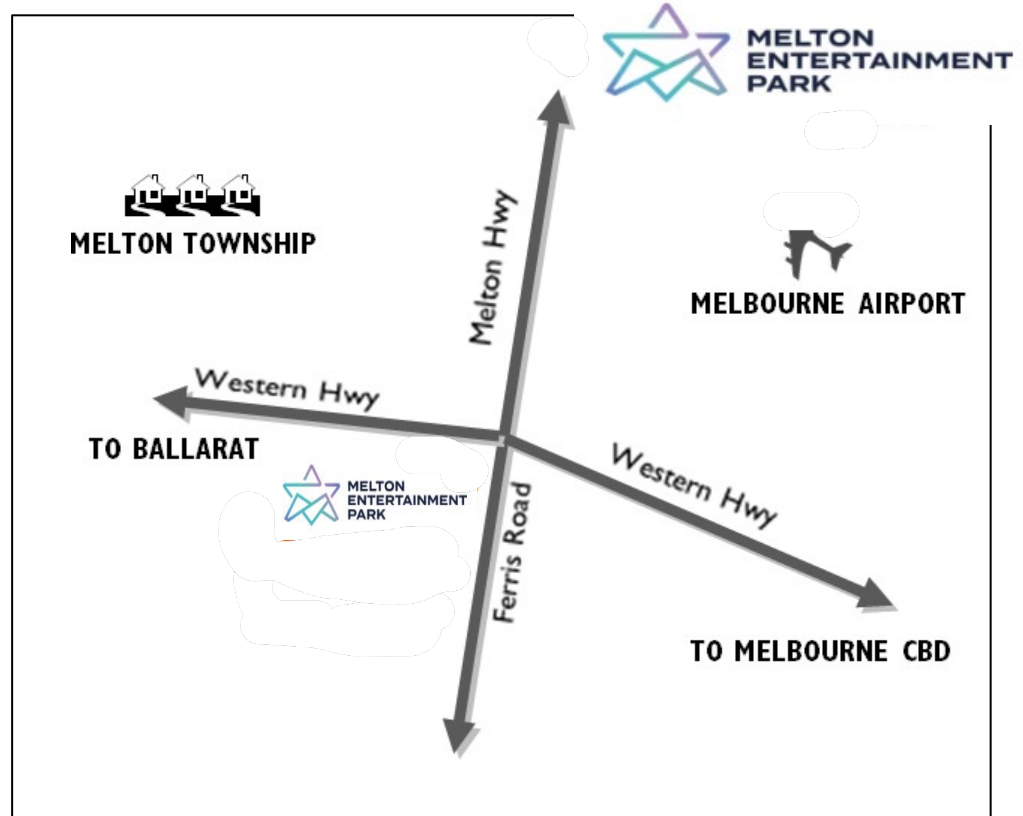 MELTON
ENTERTAINMENT
PARK
MELTON TOWNSHIP
Melton Hwy
MELBOURNE AIRPORT
Western Hwy
TO BALLARAT
Western Hwy
MELTON
ENTERTAINMENT
PARK
Ferris Road
TO MELBOURNE CBD